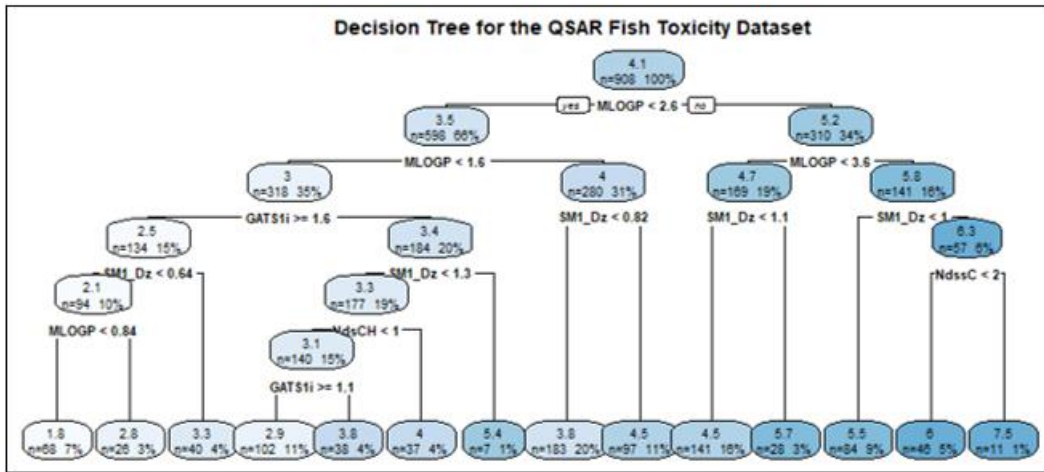 Decision Tree for the QSAR Fish Toxicity Dataset
4.1
n=908 100%
yes MLOGP < 2.6 no
3.5
n=598 66%
5.2
n=310 34%
MLOGP < 1.6
MLOGP < 3.6
3
n=318 35%
4
n=280 31%
4.7
n=169 19%
5.8
n=141 16%
GATS1i >= 1.6
SM1_Dz < 0.82
SM1_Dz < 1.1
SM1_Dz < 1
2.5
n=134 15%
3.4
n=184 20%
6.3
n=57 6%
SM1_Dz < 0.64
SM1_Dz < 1.3
NdssC < 2
2.1
n=94 10%
3.3
n=177 19%
MLOGP < 0.84
NdsCH < 1
3.1
n=140 15%
GATS1i >= 1.1
1.8
n=68 7%
2.8
n=26 3%
3.3
n=40 4%
2.9
n=102 11%
3.8
n=38 4%
4
n=37 4%
5.4
n=7 1%
3.8
n=183 20%
4.5
n=97 11%
4.5
n=141 16%
5.7
n=28 3%
5.5
n=84 9%
6
n=46 5%
7.5
n=11 1%